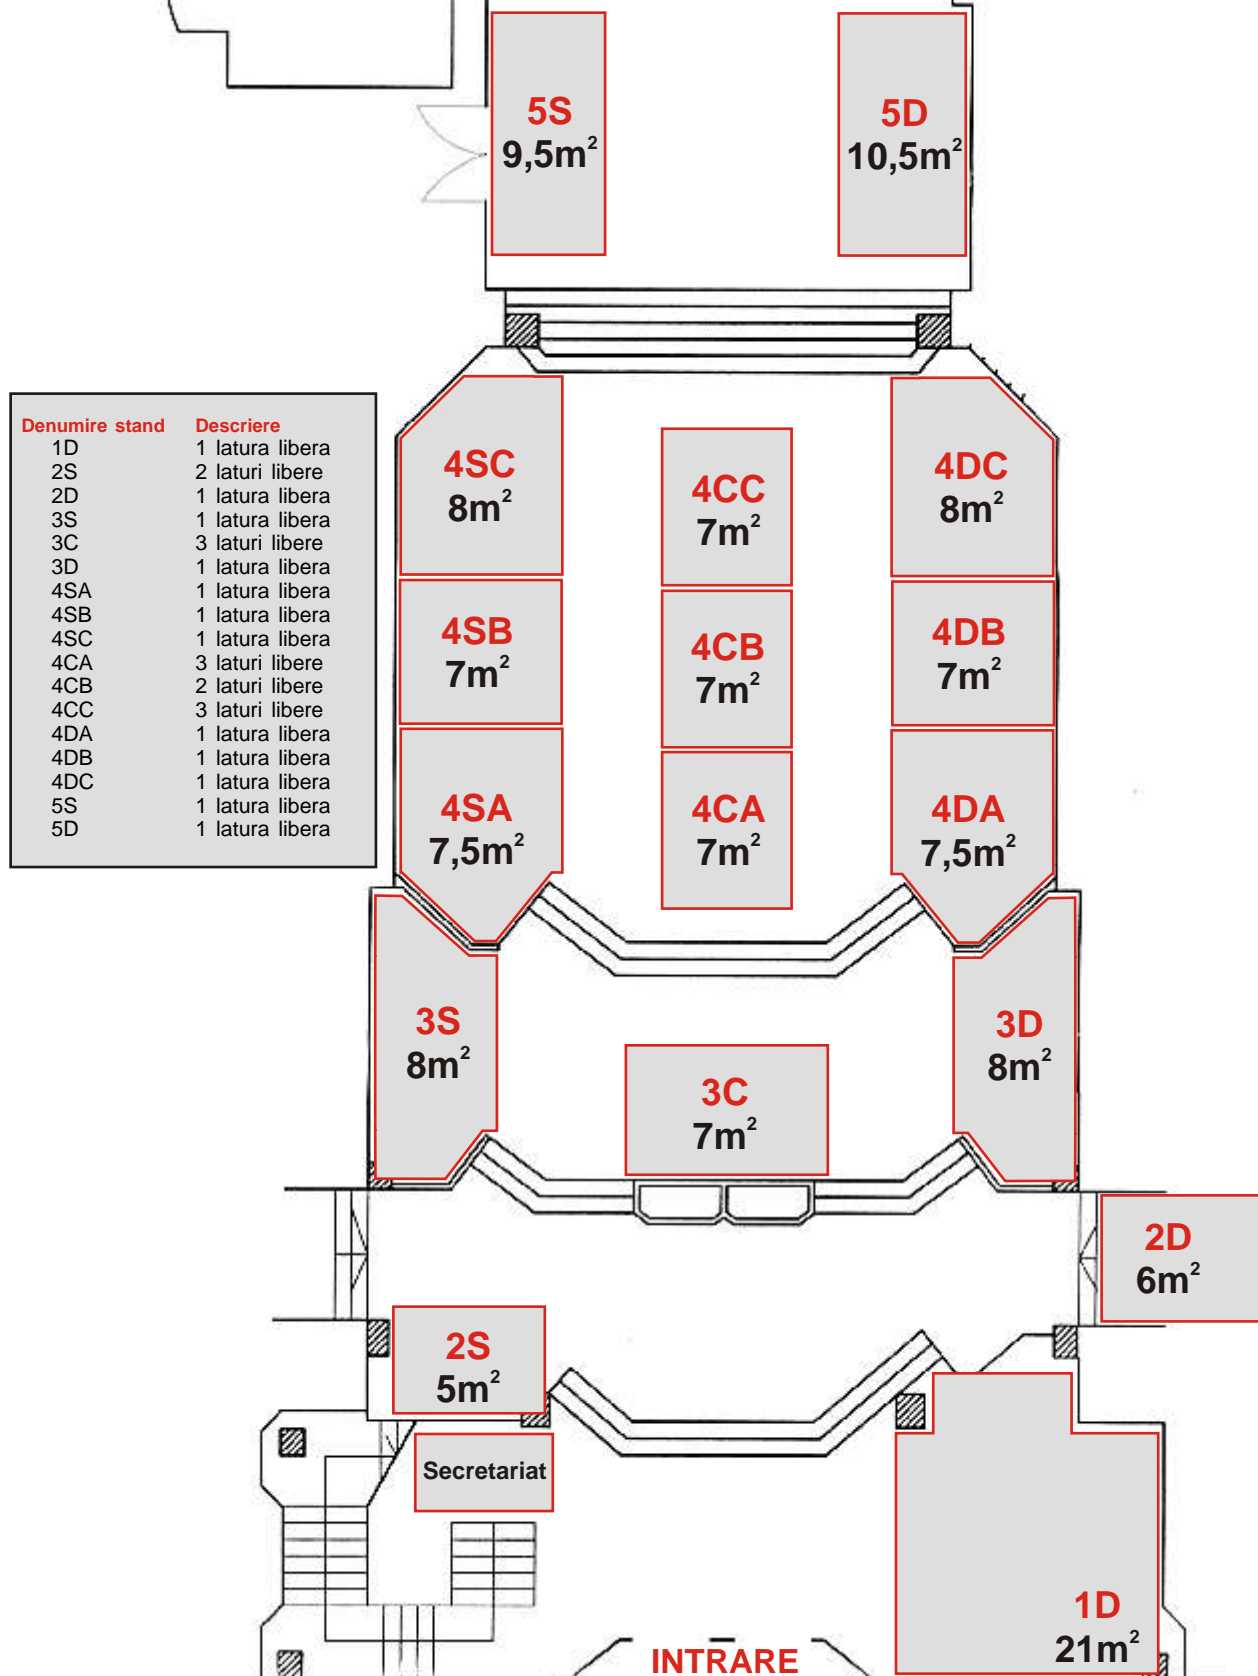 5S
9,5m²
5D
10,5m²
Denumire stand Descriere
1D 1 latura libera
2S 2 laturi libere
2D 1 latura libera
3S 1 latura libera
3C 3 laturi libere
3D 1 latura libera
4SA 1 latura libera
4SB 1 latura libera
4SC 1 latura libera
4CA 3 laturi libere
4CB 2 laturi libere
4CC 3 laturi libere
4DA 1 latura libera
4DB 1 latura libera
4DC 1 latura libera
5S 1 latura libera
5D 1 latura libera
4SC
8m²
4CC
7m²
4DC
8m²
4SB
7m²
4CB
7m²
4DB
7m²
4SA
7,5m²
4CA
7m²
4DA
7,5m²
3S
8m²
3C
7m²
3D
8m²
2D
6m²
2S
5m²
Secretariat
1D
21m²
INTRARE